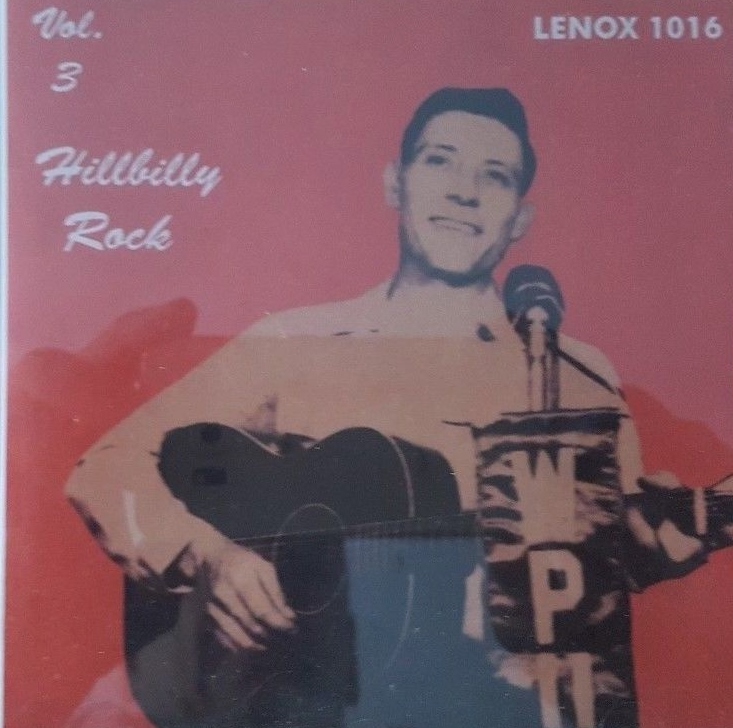 Vol.
3
LENOX 1016
Hillbilly
Rock
W
P